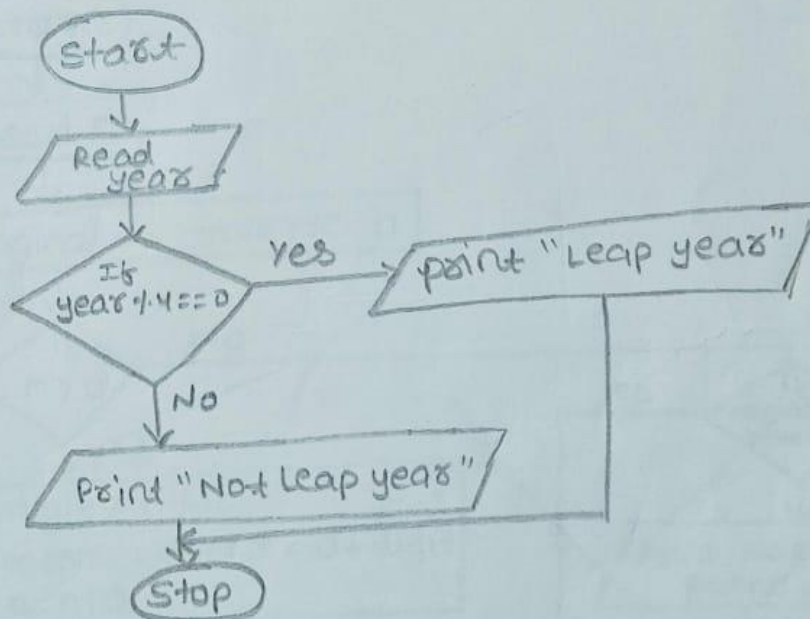 Start
Read
year
If
year % 4 == 0
Yes
print "Leap year"
No
Print "Not Leap year"
Stop